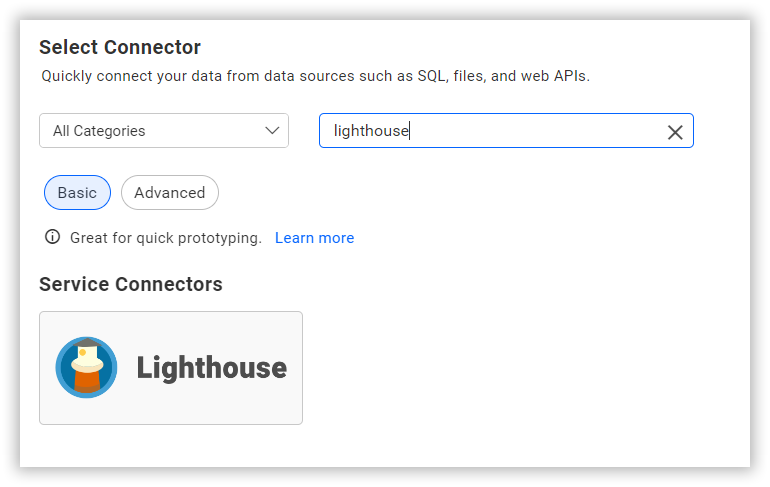 Select Connector
Quickly connect your data from data sources such as SQL, files, and web APIs.
All Categories
lighthouse
Basic
Advanced
Great for quick prototyping. Learn more
Service Connectors
Lighthouse